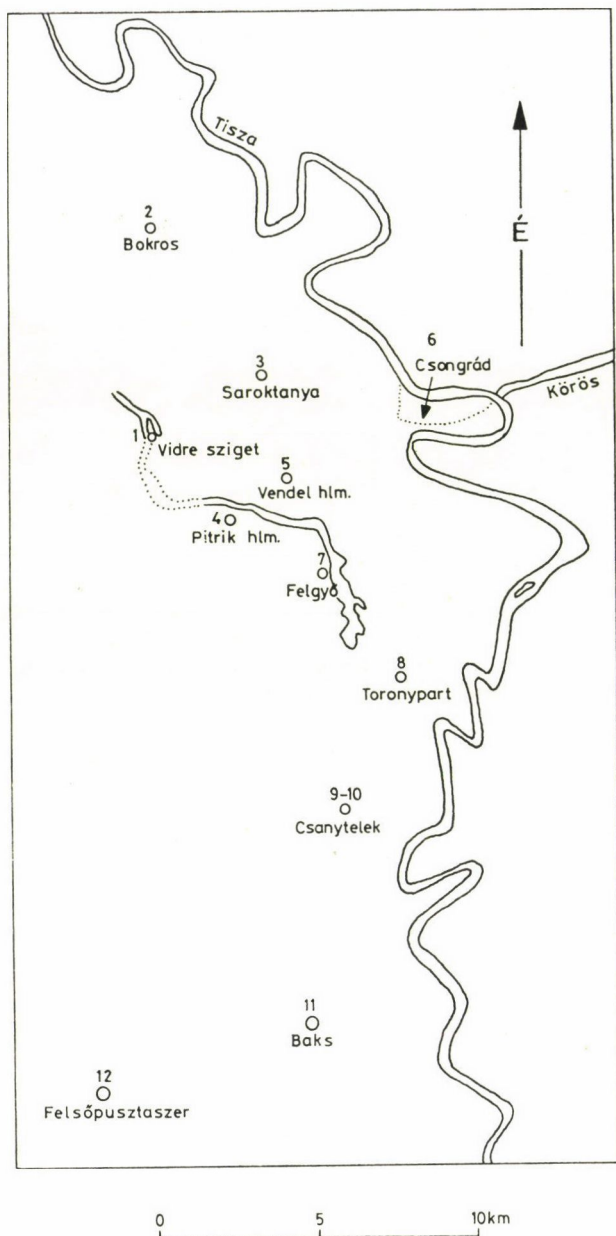 Tisza
É
2
Bokros
6
Csongrád
Körös
3
Saroktanya
1 Vidre sziget
5
Vendel hlm.
4
Pitrik hlm.
7
Felgyő
8
Toronypart
9-10
Csanytelek
11
Baks
12
Felsőpusztaszer
0 5 10km